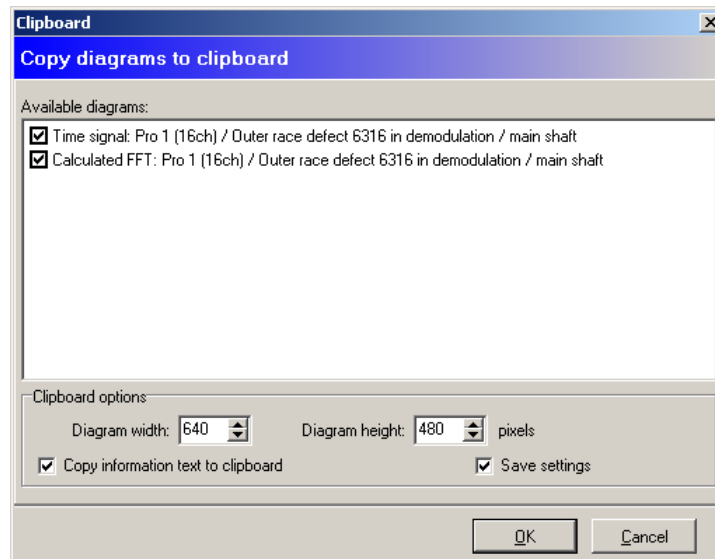 Clipboard
Copy diagrams to clipboard
Available diagrams:
Time signal: Pro 1 (16ch) / Outer race defect 6316 in demodulation / main shaft
Calculated FFT: Pro 1 (16ch) / Outer race defect 6316 in demodulation / main shaft
Clipboard options
Diagram width: 640 Diagram height: 480 pixels
Copy information text to clipboard Save settings
OK Cancel